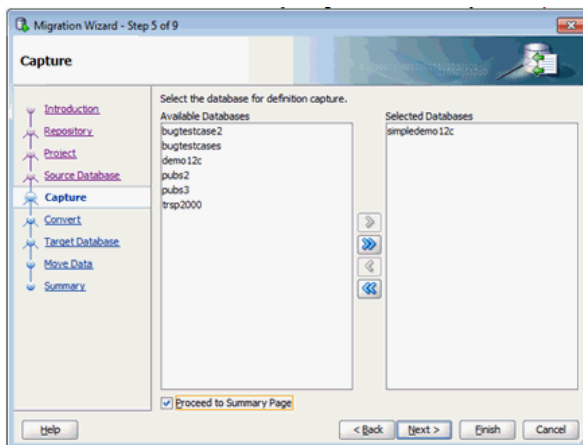 Migration Wizard - Step 5 of 9
Capture
Introduction
Repository
Project
Source Database
Capture
Convert
Target Database
Move Data
Summary
Select the database for definition capture.
Available Databases
bugtestcase2
bugtestcases
demo12c
pubs2
pubs3
trsp2000
Selected Databases
simpledemo12c
Proceed to Summary Page
Help
< Back
Next >
Finish
Cancel